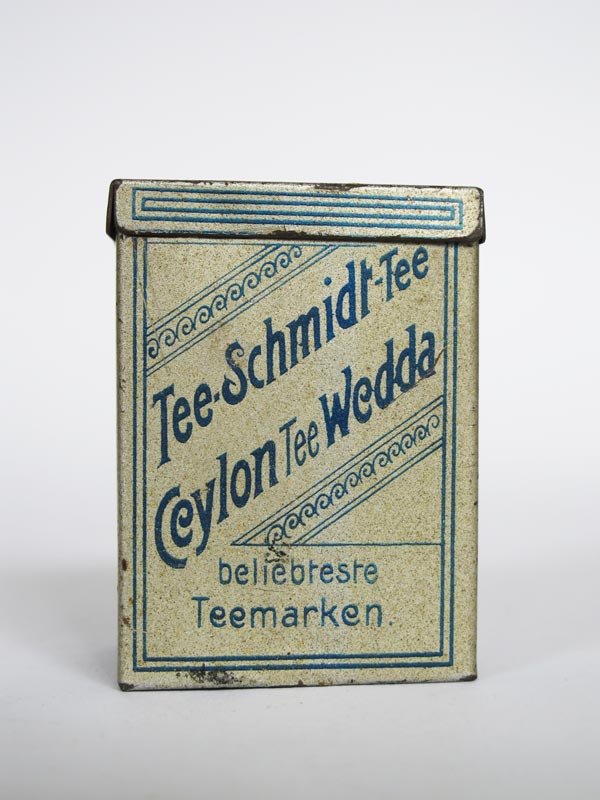 Tee-Schmidt-Tee
Ceylon Tee Wedda
beliebteste
Teemarken.